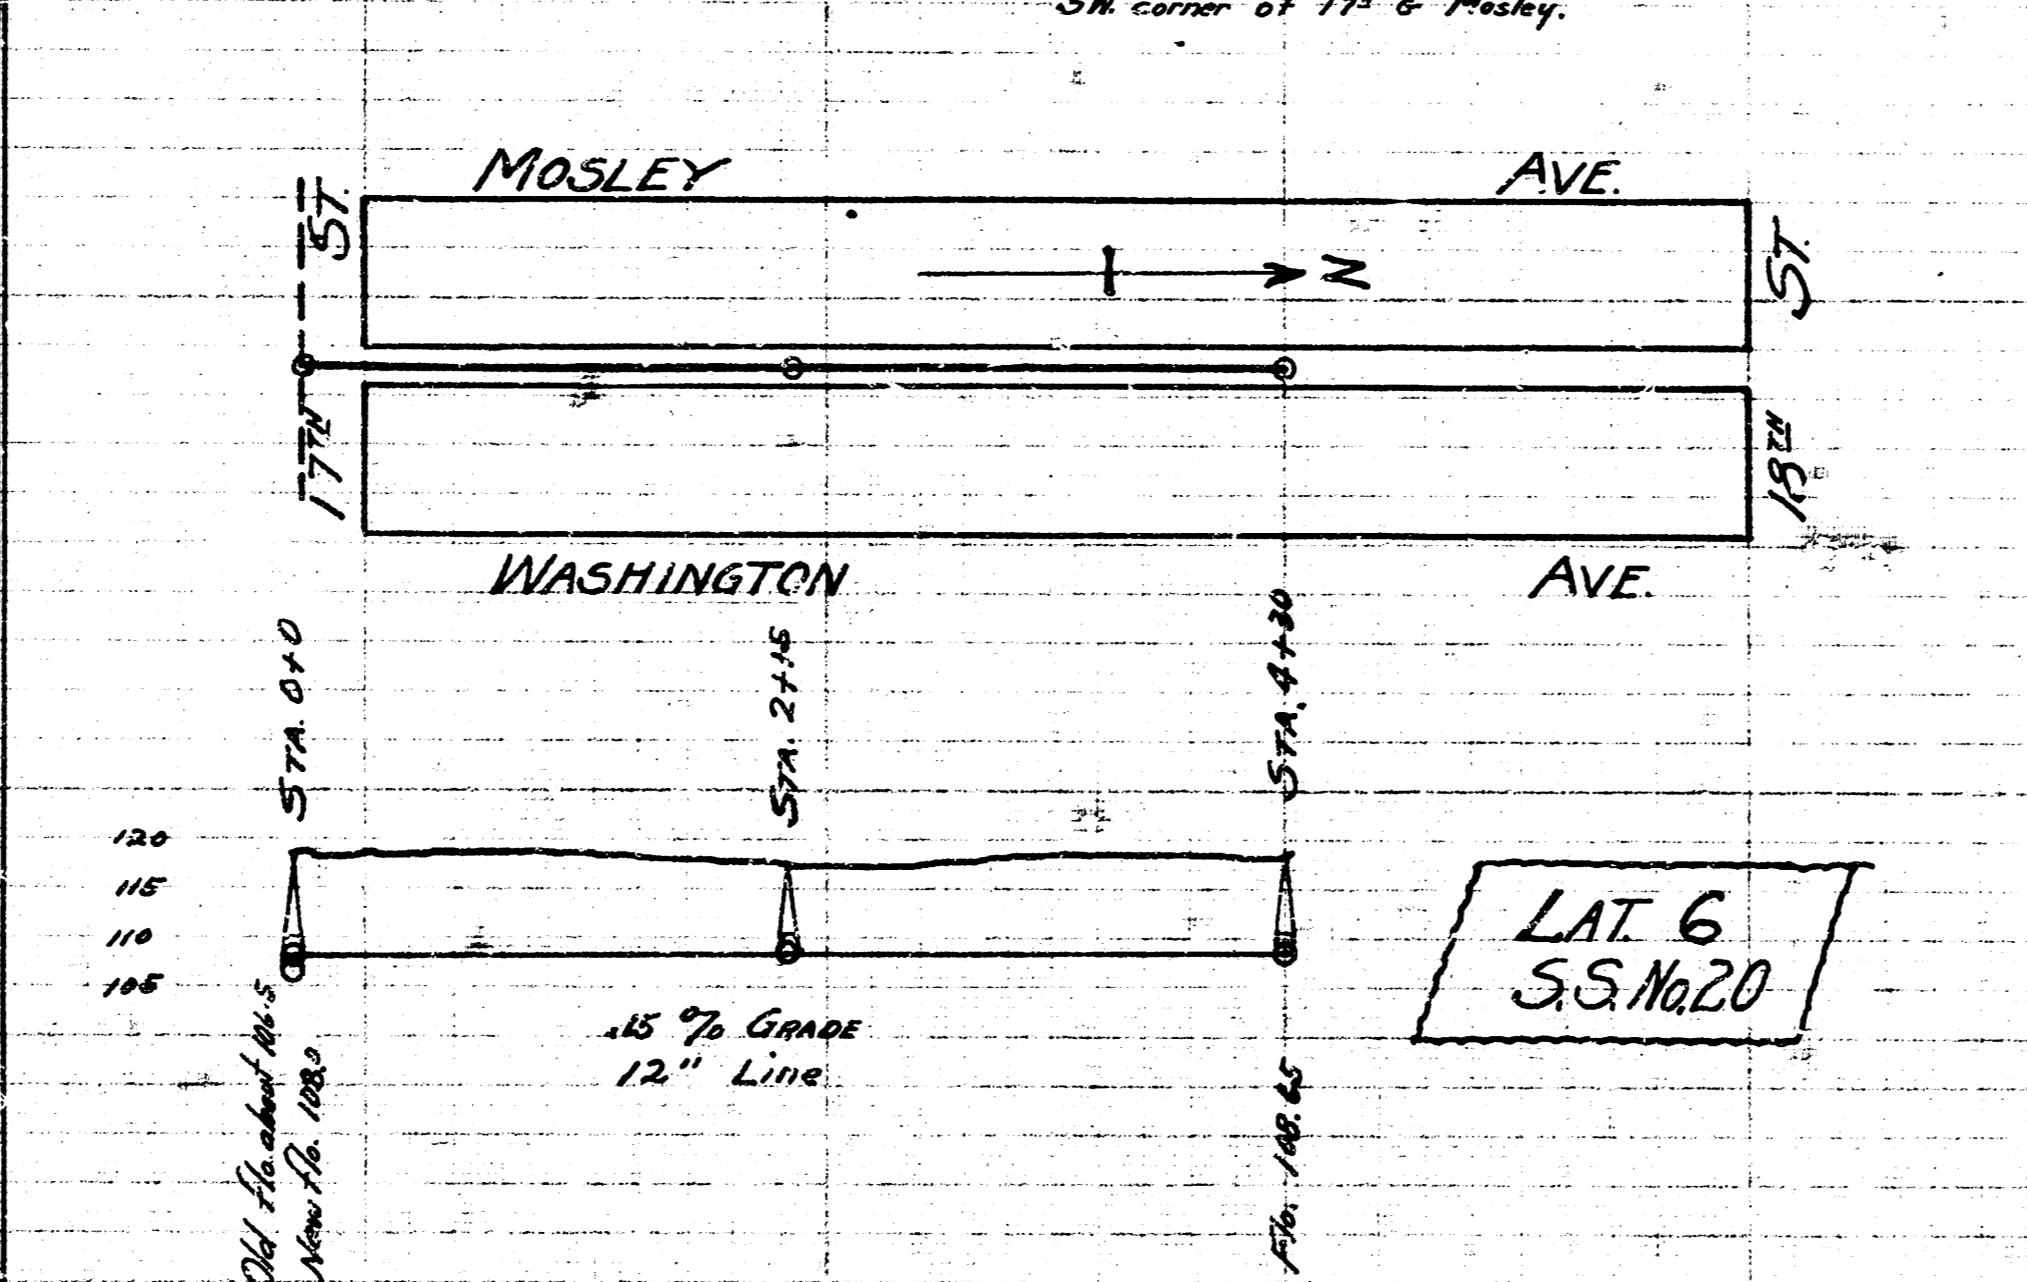 SW. corner of 17th & Mosley.
MOSLEY AVE.
ST.
ST.
N
17TH
18TH
WASHINGTON AVE.
STA. 0+0
STA. 2+15
STA. 4+30
120
115
110
105
LAT. 6
S.S. No. 20
.15 % GRADE
12" Line
Old Flo. about 106.5
New Flo. 108.0
Flo. 108.65